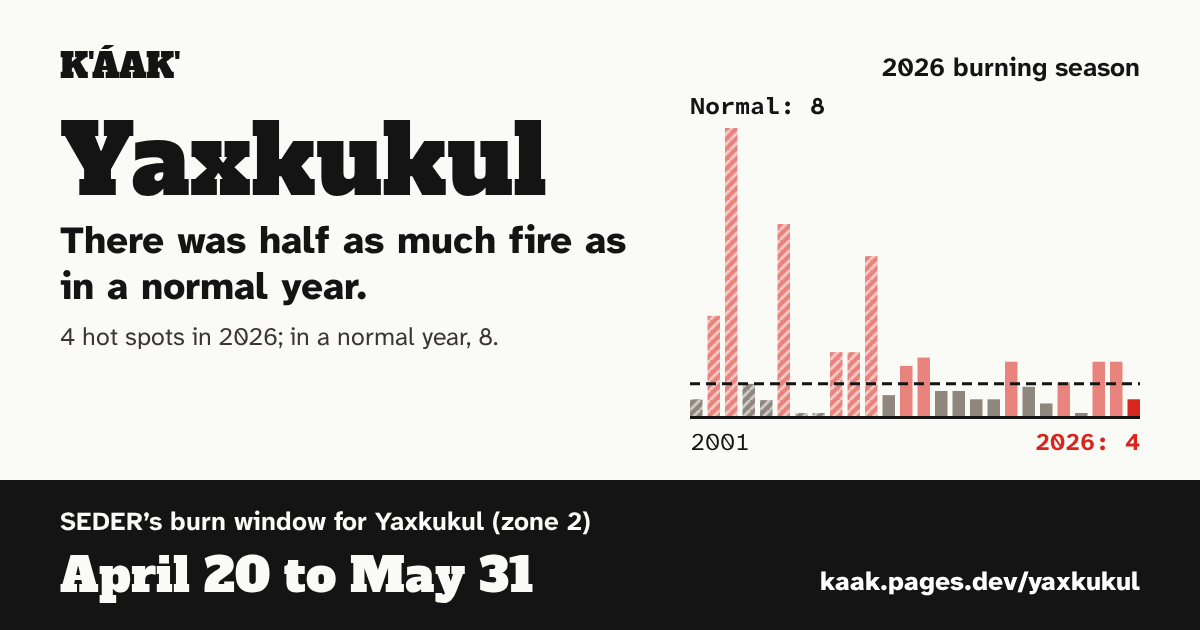 K'ÁAK'
2026 burning season
Yaxkukul
There was half as much fire as
in a normal year.
4 hot spots in 2026; in a normal year, 8.
Normal: 8
2001
2026: 4
SEDER’s burn window for Yaxkukul (zone 2)
April 20 to May 31
kaak.pages.dev/yaxkukul